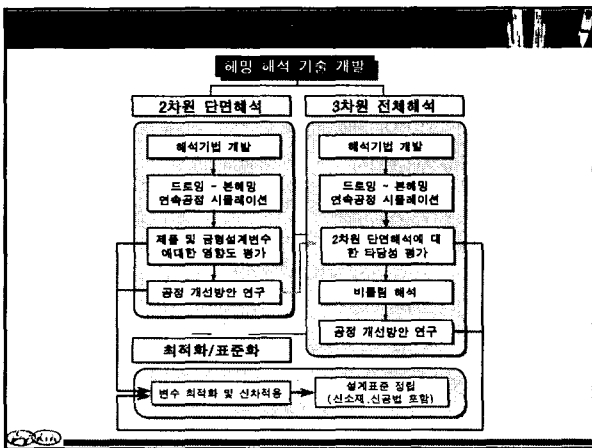 헤밍 해석 기술 개발
2차원 단면해석
해석기법 개발
드로잉 - 본헤밍
연속공정 시뮬레이션
제품 및 금형설계변수
에대한 영향도 평가
공정 개선방안 연구
3차원 전체해석
해석기법 개발
드로잉 - 본헤밍
연속공정 시뮬레이션
2차원 단면해석에 대
한 타당성 평가
비틀림 해석
공정 개선방안 연구
최적화/표준화
변수 최적화 및 신차적용
설계표준 정립
(신소재,신공법 포함)